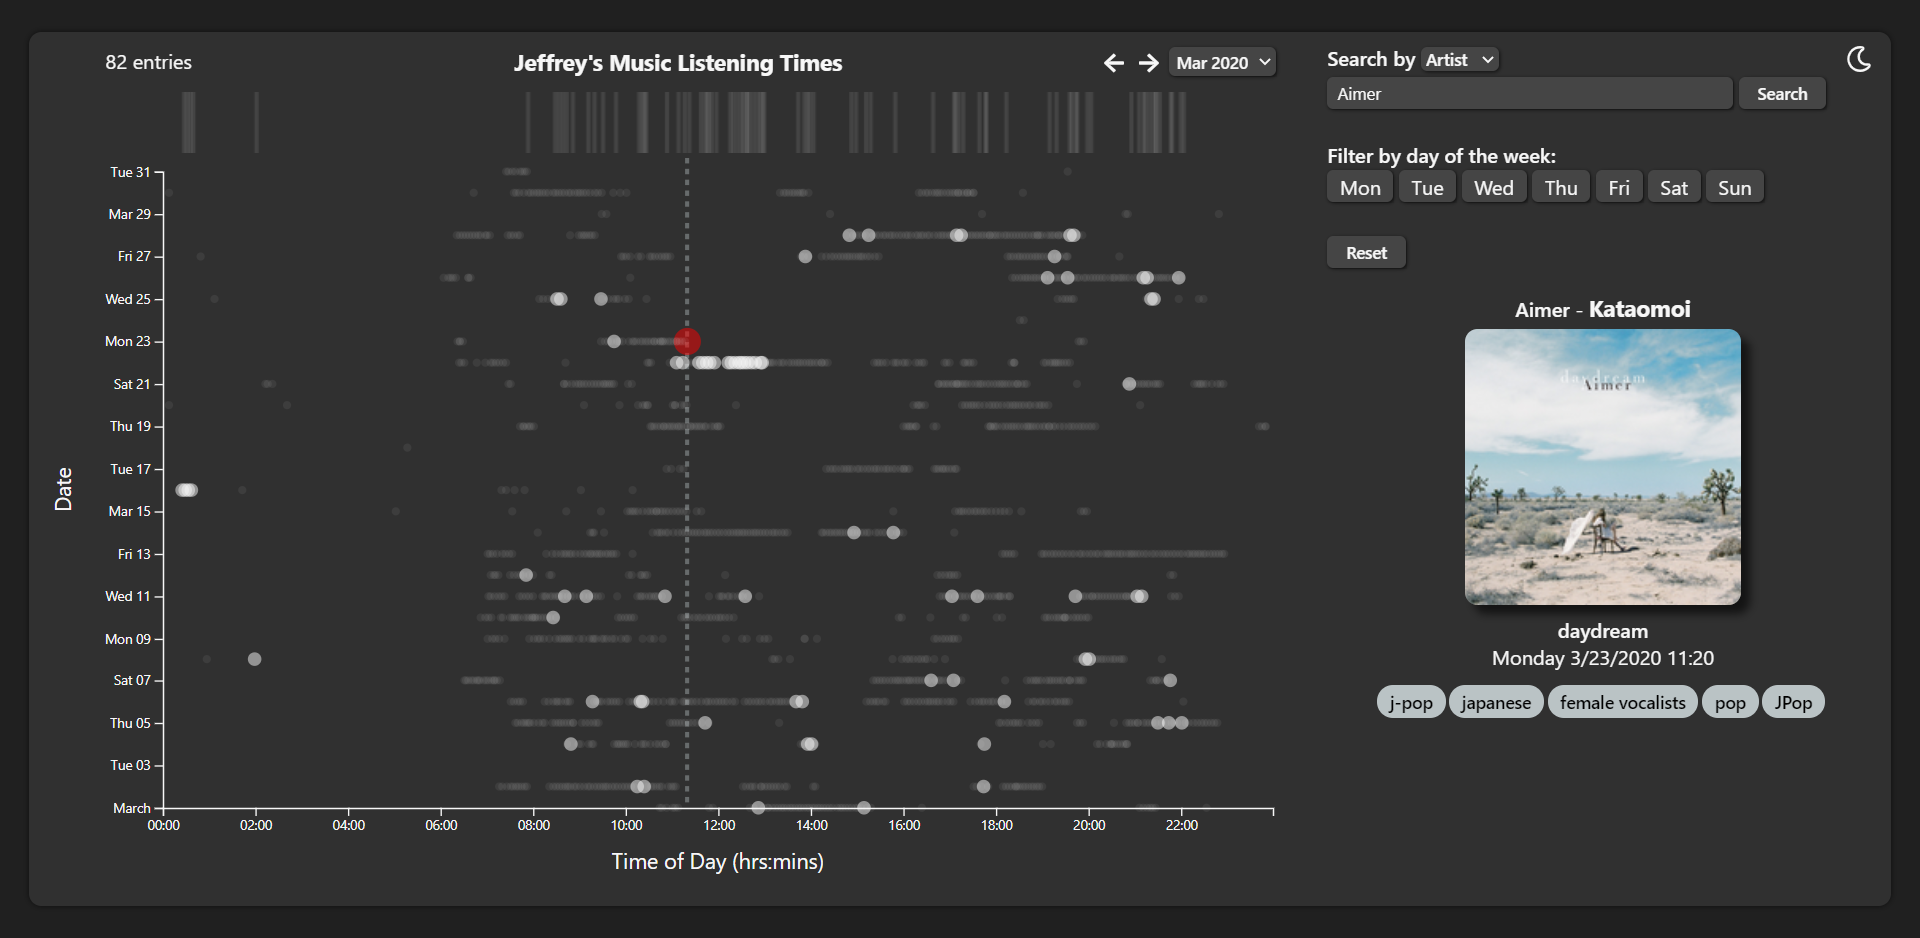 82 entries
Jeffrey's Music Listening Times
Mar 2020
Search by Artist
Aimer
Search
Filter by day of the week:
Mon Tue Wed Thu Fri Sat Sun
Reset
Aimer - Kataomoi
daydream
Aimer
daydream
Monday 3/23/2020 11:20
j-pop japanese female vocalists pop JPop
Date
Tue 31
Mar 29
Fri 27
Wed 25
Mon 23
Sat 21
Thu 19
Tue 17
Mar 15
Fri 13
Wed 11
Mon 09
Sat 07
Thu 05
Tue 03
March
00:00 02:00 04:00 06:00 08:00 10:00 12:00 14:00 16:00 18:00 20:00 22:00
Time of Day (hrs:mins)